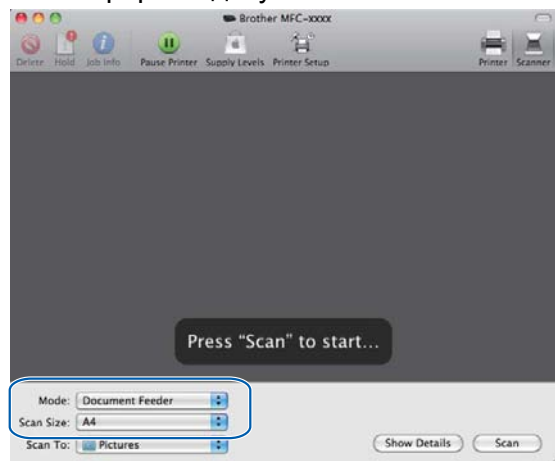 Brother MFC-xxxx
Delete Hold Job Info Pause Printer Supply Levels Printer Setup Printer Scanner
Press “Scan” to start...
Mode: Document Feeder
Scan Size: A4
Scan To: Pictures Show Details Scan